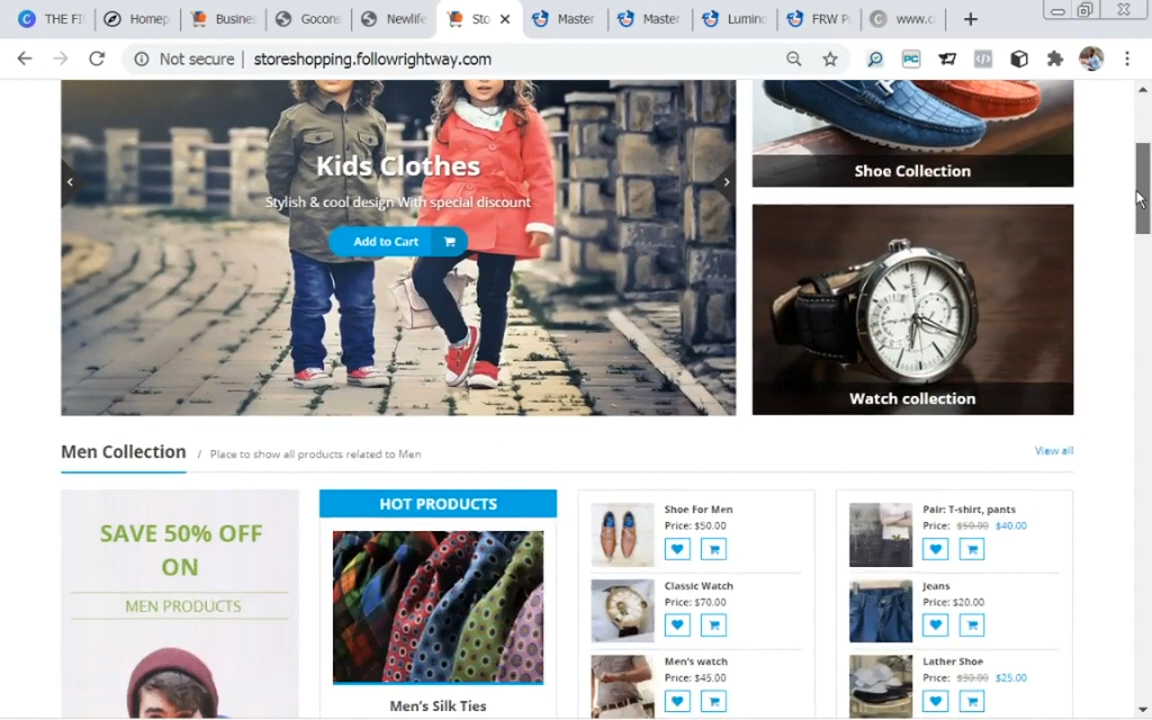 THE FI
Homep
Busines
Gocons
Newlife
Sto
Master
Master
Lumino
FRW P
www.c
Not secure
storeshopping.followrightway.com
Kids Clothes
Stylish & cool design With special discount
Add to Cart
Shoe Collection
Watch collection
Men Collection / Place to show all products related to Men
View all
SAVE 50% OFF
ON
MEN PRODUCTS
HOT PRODUCTS
Men's Silk Ties
Shoe For Men
Price: $50.00
Classic Watch
Price: $70.00
Men's watch
Price: $45.00
Pair: T-shirt, pants
Price: $50.00 $40.00
Jeans
Price: $20.00
Lather Shoe
Price: $30.00 $25.00